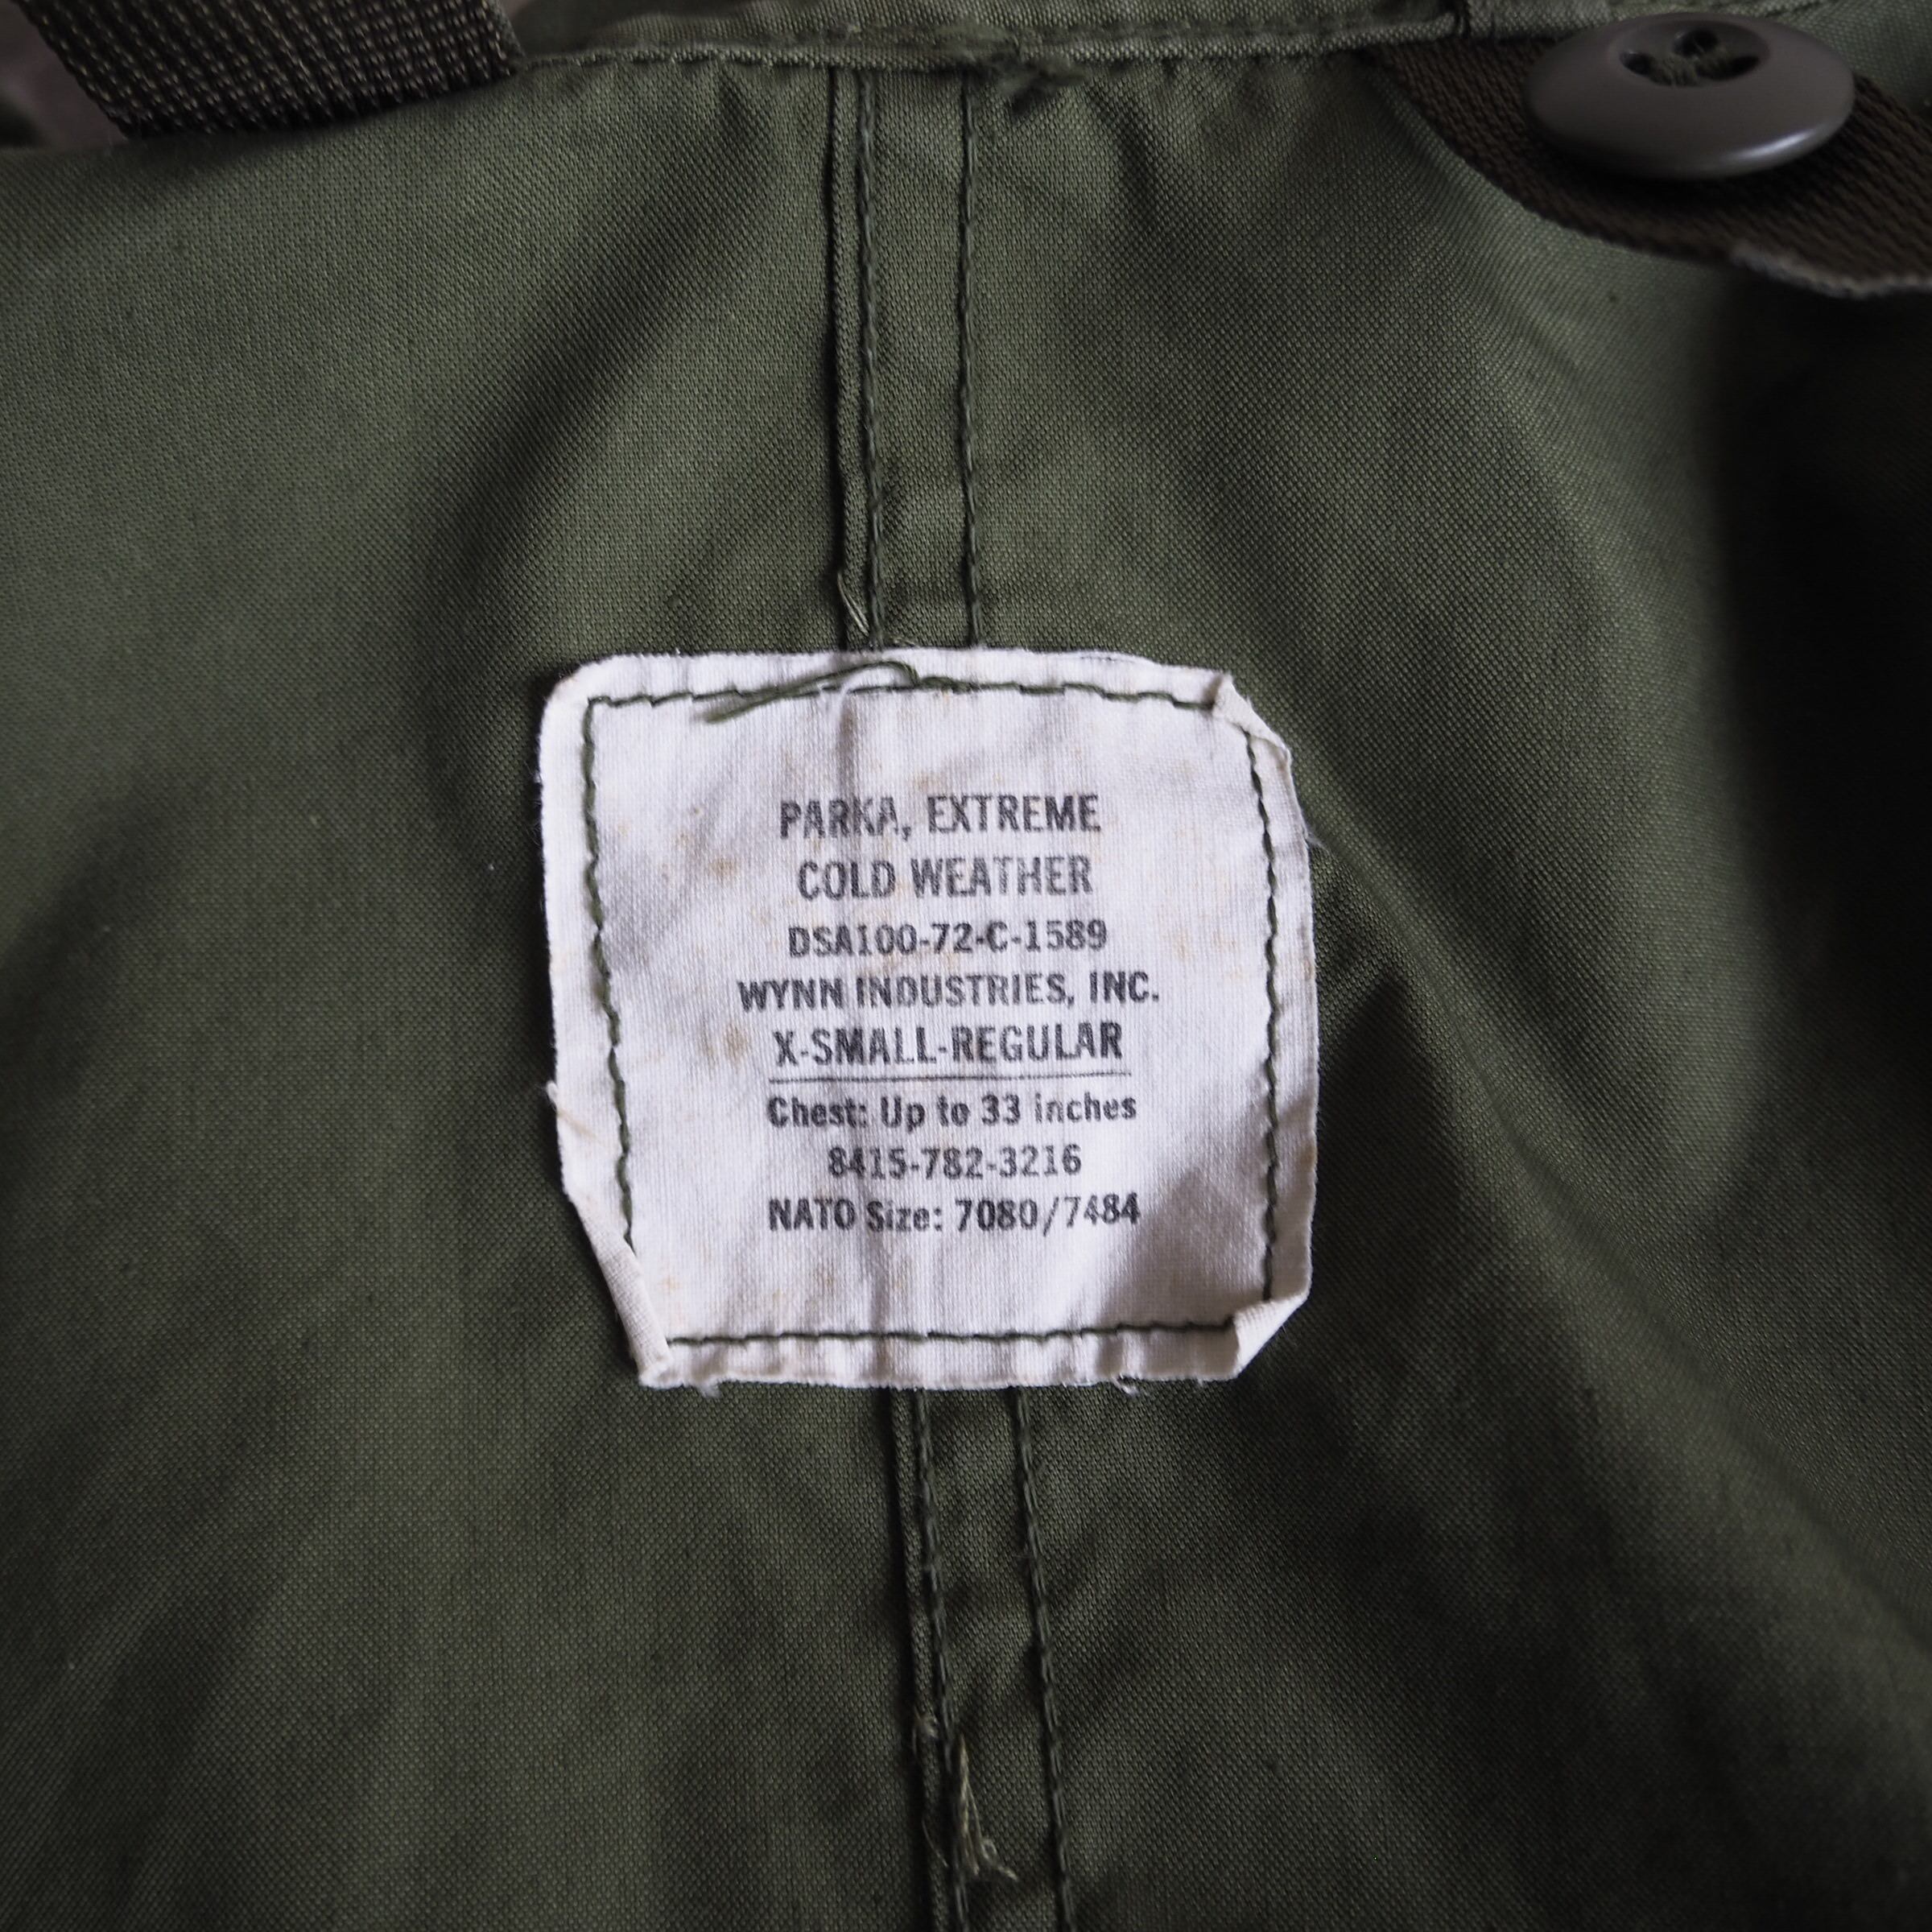 PARKA, EXTREME
COLD WEATHER
DSA100-72-C-1589
WYNN INDUSTRIES, INC.
X-SMALL-REGULAR
Chest: Up to 33 inches
8415-782-3216
NATO Size: 7080/7484